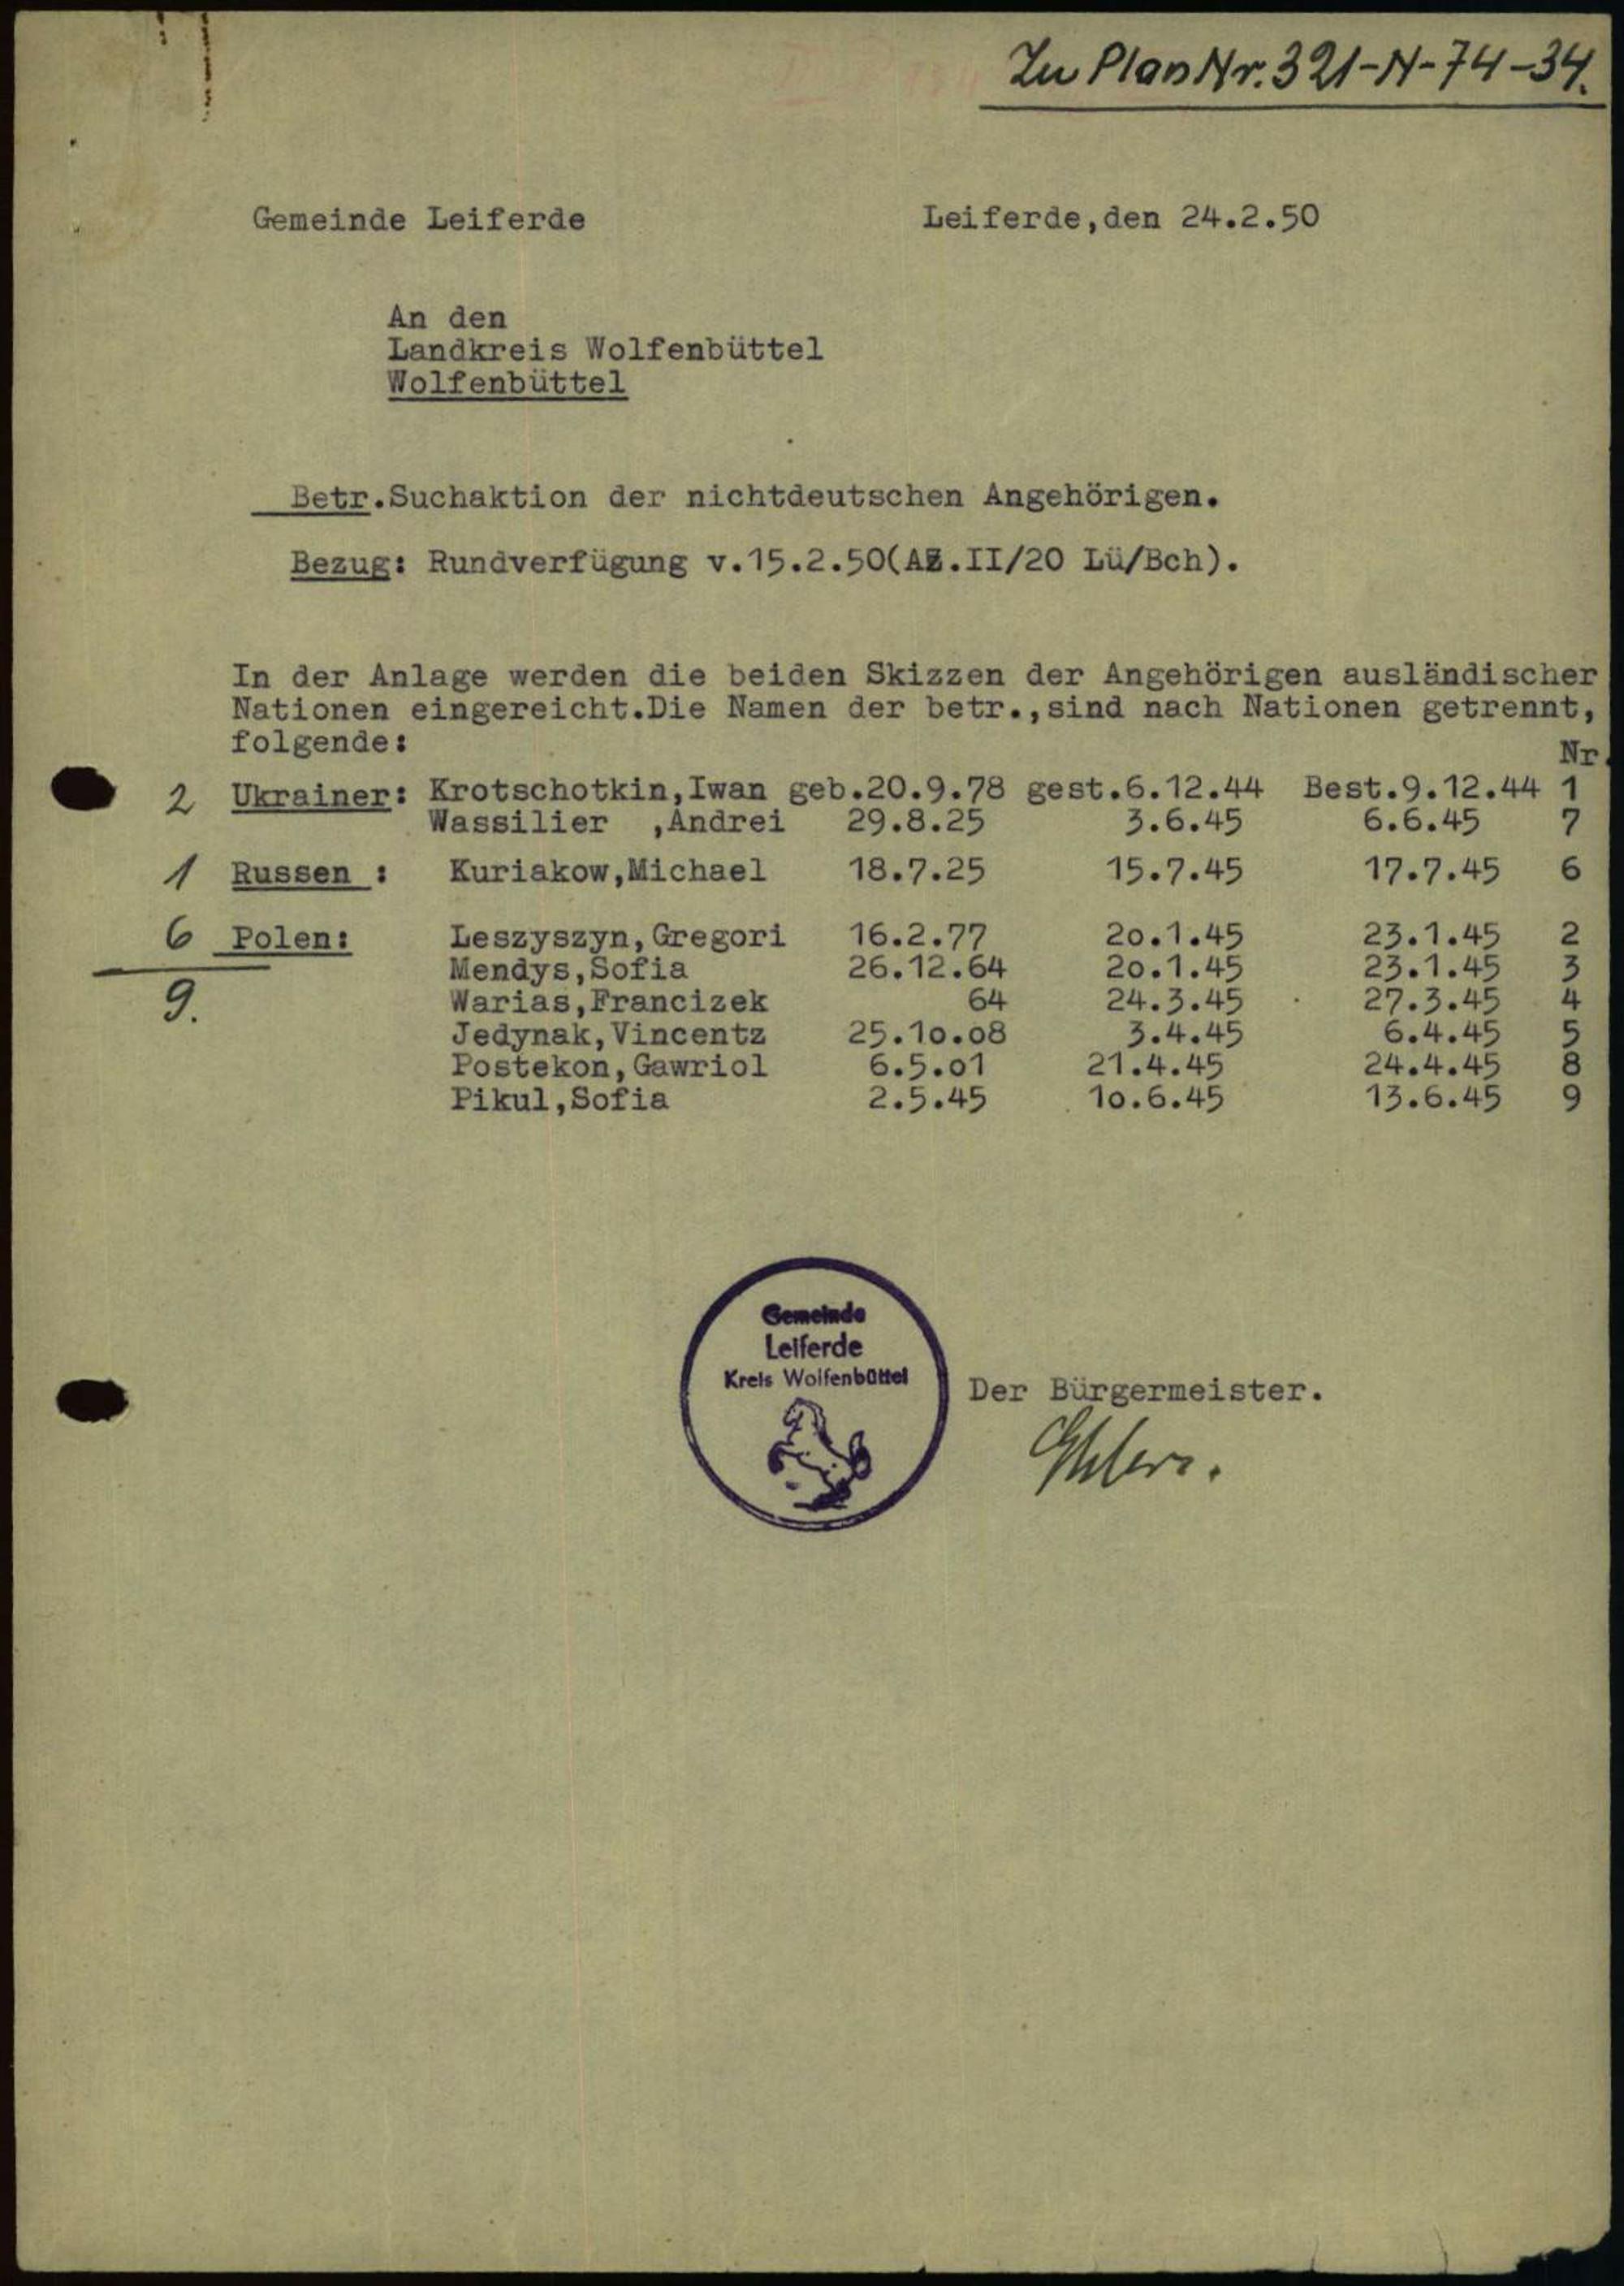 Zu Plan Nr. 321-N-74-34.
Gemeinde Leiferde Leiferde,den 24.2.50
An den
Landkreis Wolfenbüttel
Wolfenbüttel
Betr.Suchaktion der nichtdeutschen Angehörigen.
Bezug: Rundverfügung v.15.2.50(AZ.II/20 Lü/Bch).
In der Anlage werden die beiden Skizzen der Angehörigen ausländischer
Nationen eingereicht.Die Namen der betr.,sind nach Nationen getrennt,
folgende:
Nr.
2 Ukrainer: Krotschotkin,Iwan geb.20.9.78 gest.6.12.44 Best.9.12.44 1
Wassilier ,Andrei 29.8.25 3.6.45 6.6.45 7
1 Russen : Kuriakow,Michael 18.7.25 15.7.45 17.7.45 6
6 Polen: Leszyszyn,Gregori 16.2.77 20.1.45 23.1.45 2
Mendys,Sofia 26.12.64 20.1.45 23.1.45 3
9. Warias,Francizek 64 24.3.45 27.3.45 4
Jedynak,Vincentz 25.10.08 3.4.45 6.4.45 5
Postekon,Gawriol 6.5.01 21.4.45 24.4.45 8
Pikul,Sofia 2.5.45 10.6.45 13.6.45 9
Gemeinde
Leiferde
Kreis Wolfenbüttel
Der Bürgermeister.